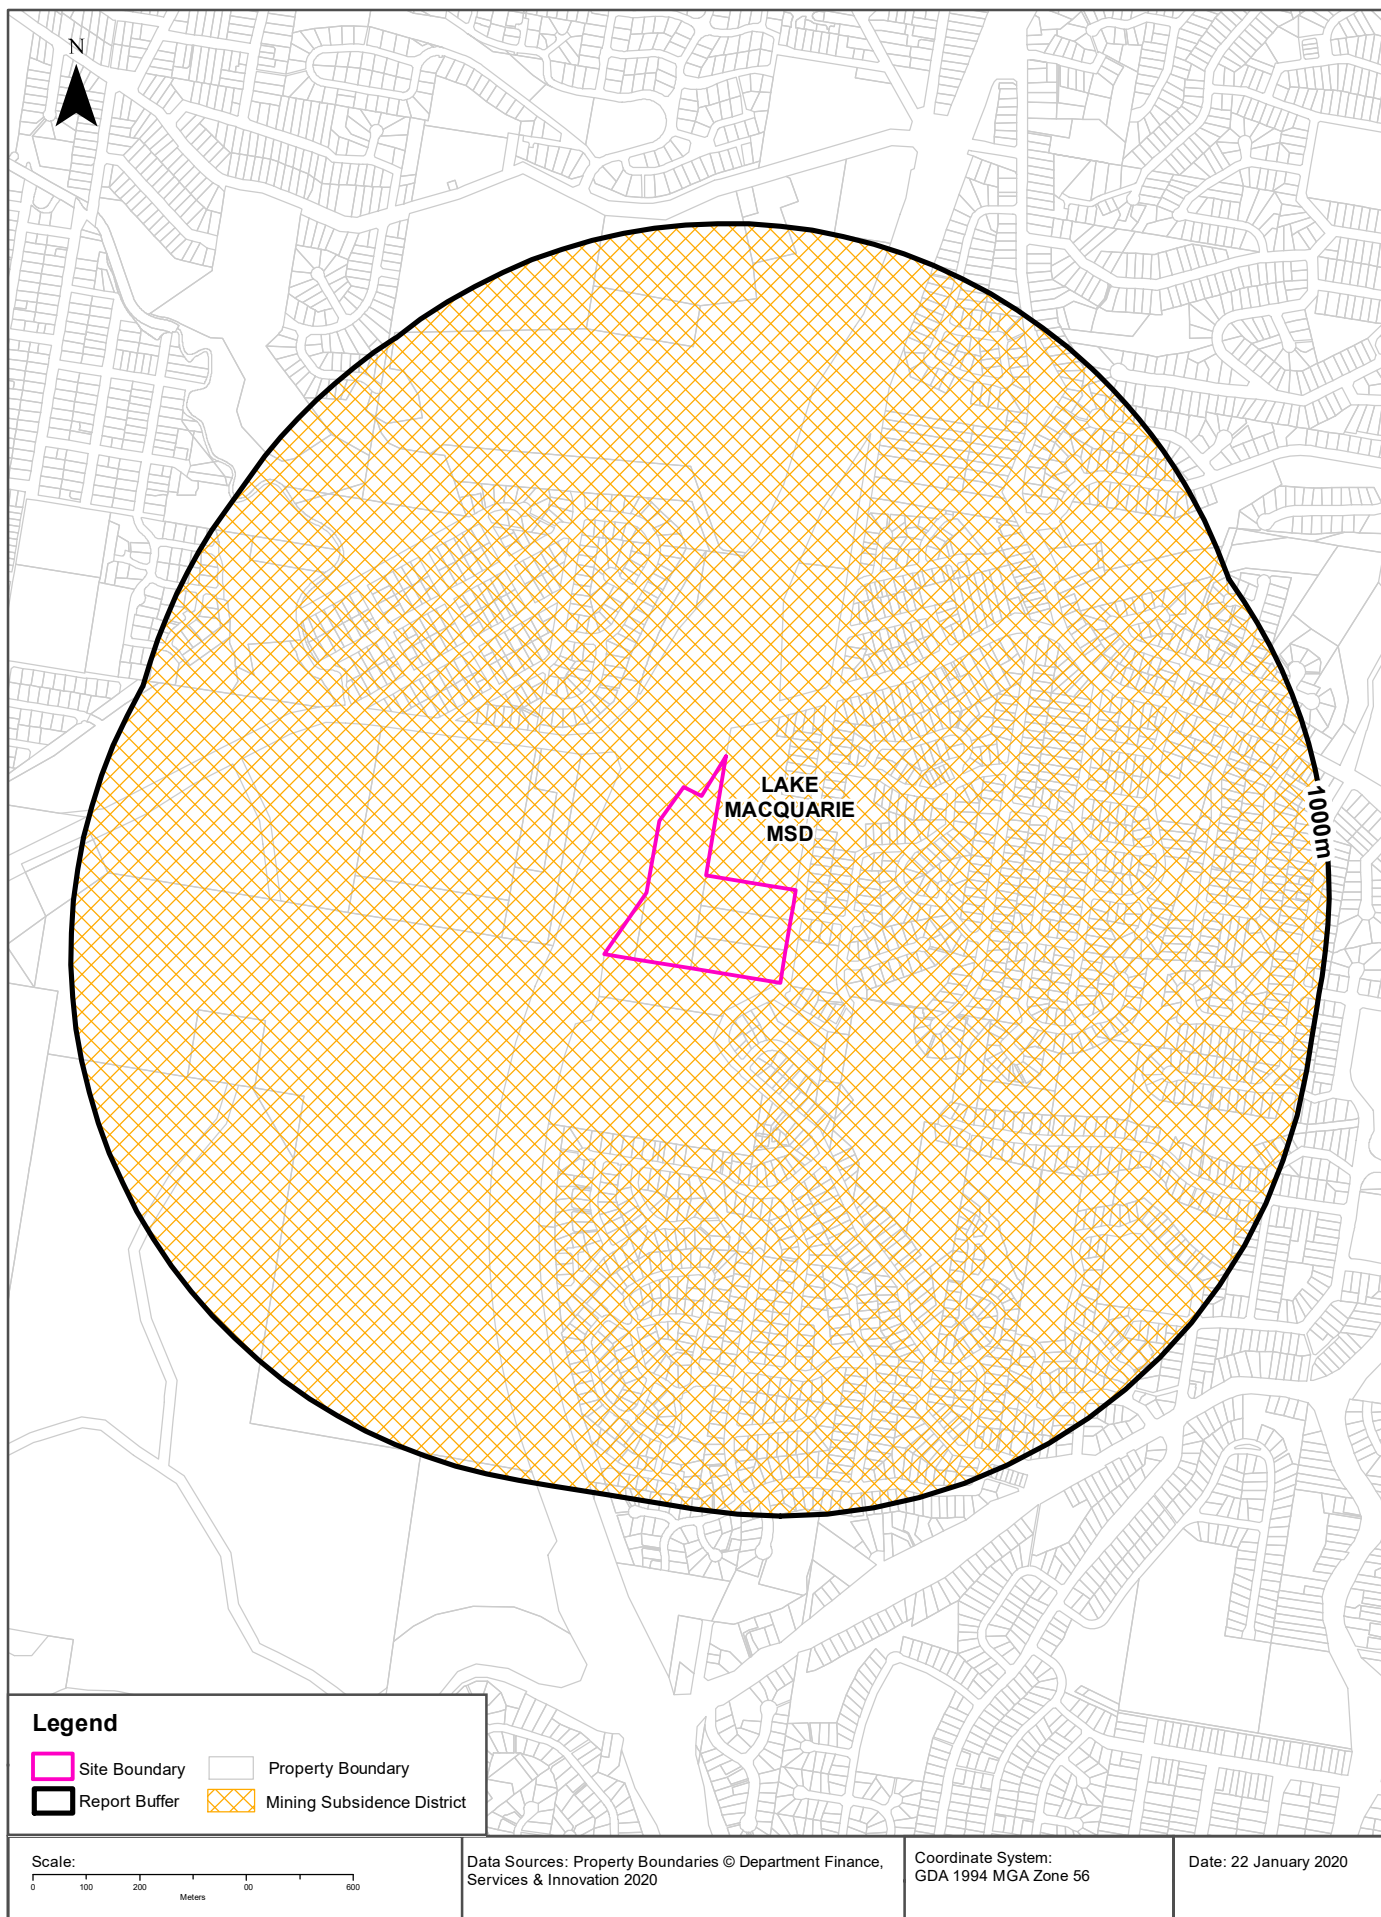 N
LAKE
MACQUARIE
MSD
1000m
Legend
Site Boundary
Property Boundary
Report Buffer
Mining Subsidence District
Scale:
0 100 200 00 600
Meters
Data Sources: Property Boundaries © Department Finance,
Services & Innovation 2020
Coordinate System:
GDA 1994 MGA Zone 56
Date: 22 January 2020